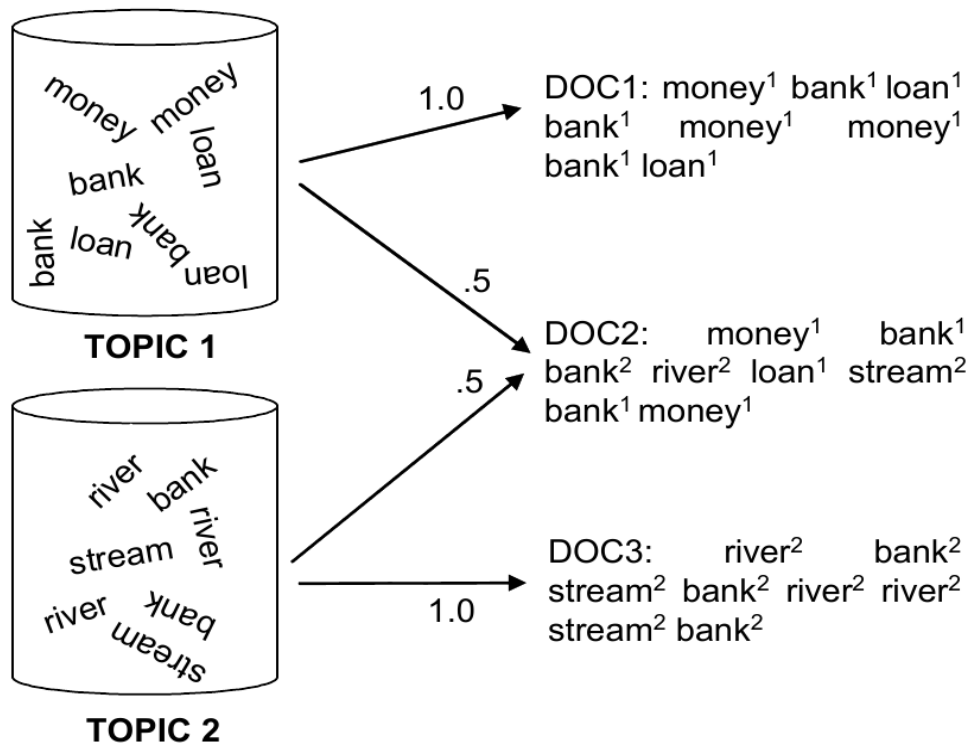 money money
loan
bank
bank loan bank
loan
TOPIC 1
1.0
.5
DOC1: money¹ bank¹ loan¹
bank¹ money¹ money¹
bank¹ loan¹
DOC2: money¹ bank¹
bank² river² loan¹ stream²
bank¹ money¹
river bank
river
stream
river bank
stream
TOPIC 2
.5
1.0
DOC3: river² bank²
stream² bank² river² river²
stream² bank²